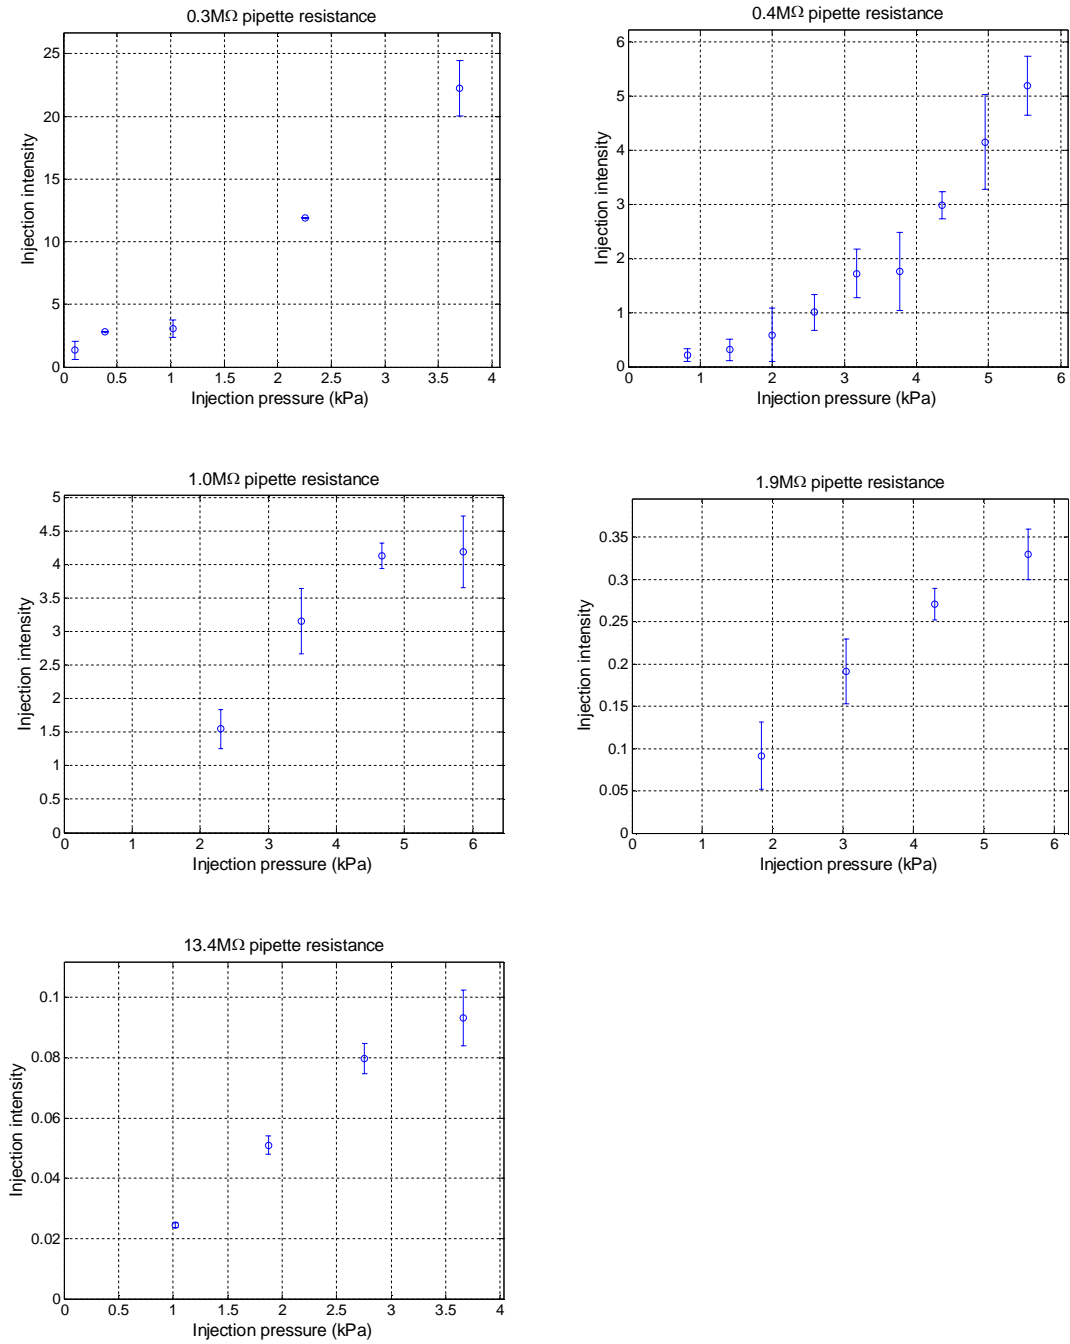 0.3MΩ pipette resistance
25
20
15
10
5
0
Injection intensity
0 0.5 1 1.5 2 2.5 3 3.5 4
Injection pressure (kPa)
0.4MΩ pipette resistance
6
5
4
3
2
1
0
Injection intensity
0 1 2 3 4 5 6
Injection pressure (kPa)
1.0MΩ pipette resistance
5
4.5
4
3.5
3
2.5
2
1.5
1
0.5
0
Injection intensity
0 1 2 3 4 5 6
Injection pressure (kPa)
1.9MΩ pipette resistance
0.35
0.3
0.25
0.2
0.15
0.1
0.05
0
Injection intensity
0 1 2 3 4 5 6
Injection pressure (kPa)
13.4MΩ pipette resistance
0.1
0.08
0.06
0.04
0.02
0
Injection intensity
0 0.5 1 1.5 2 2.5 3 3.5 4
Injection pressure (kPa)